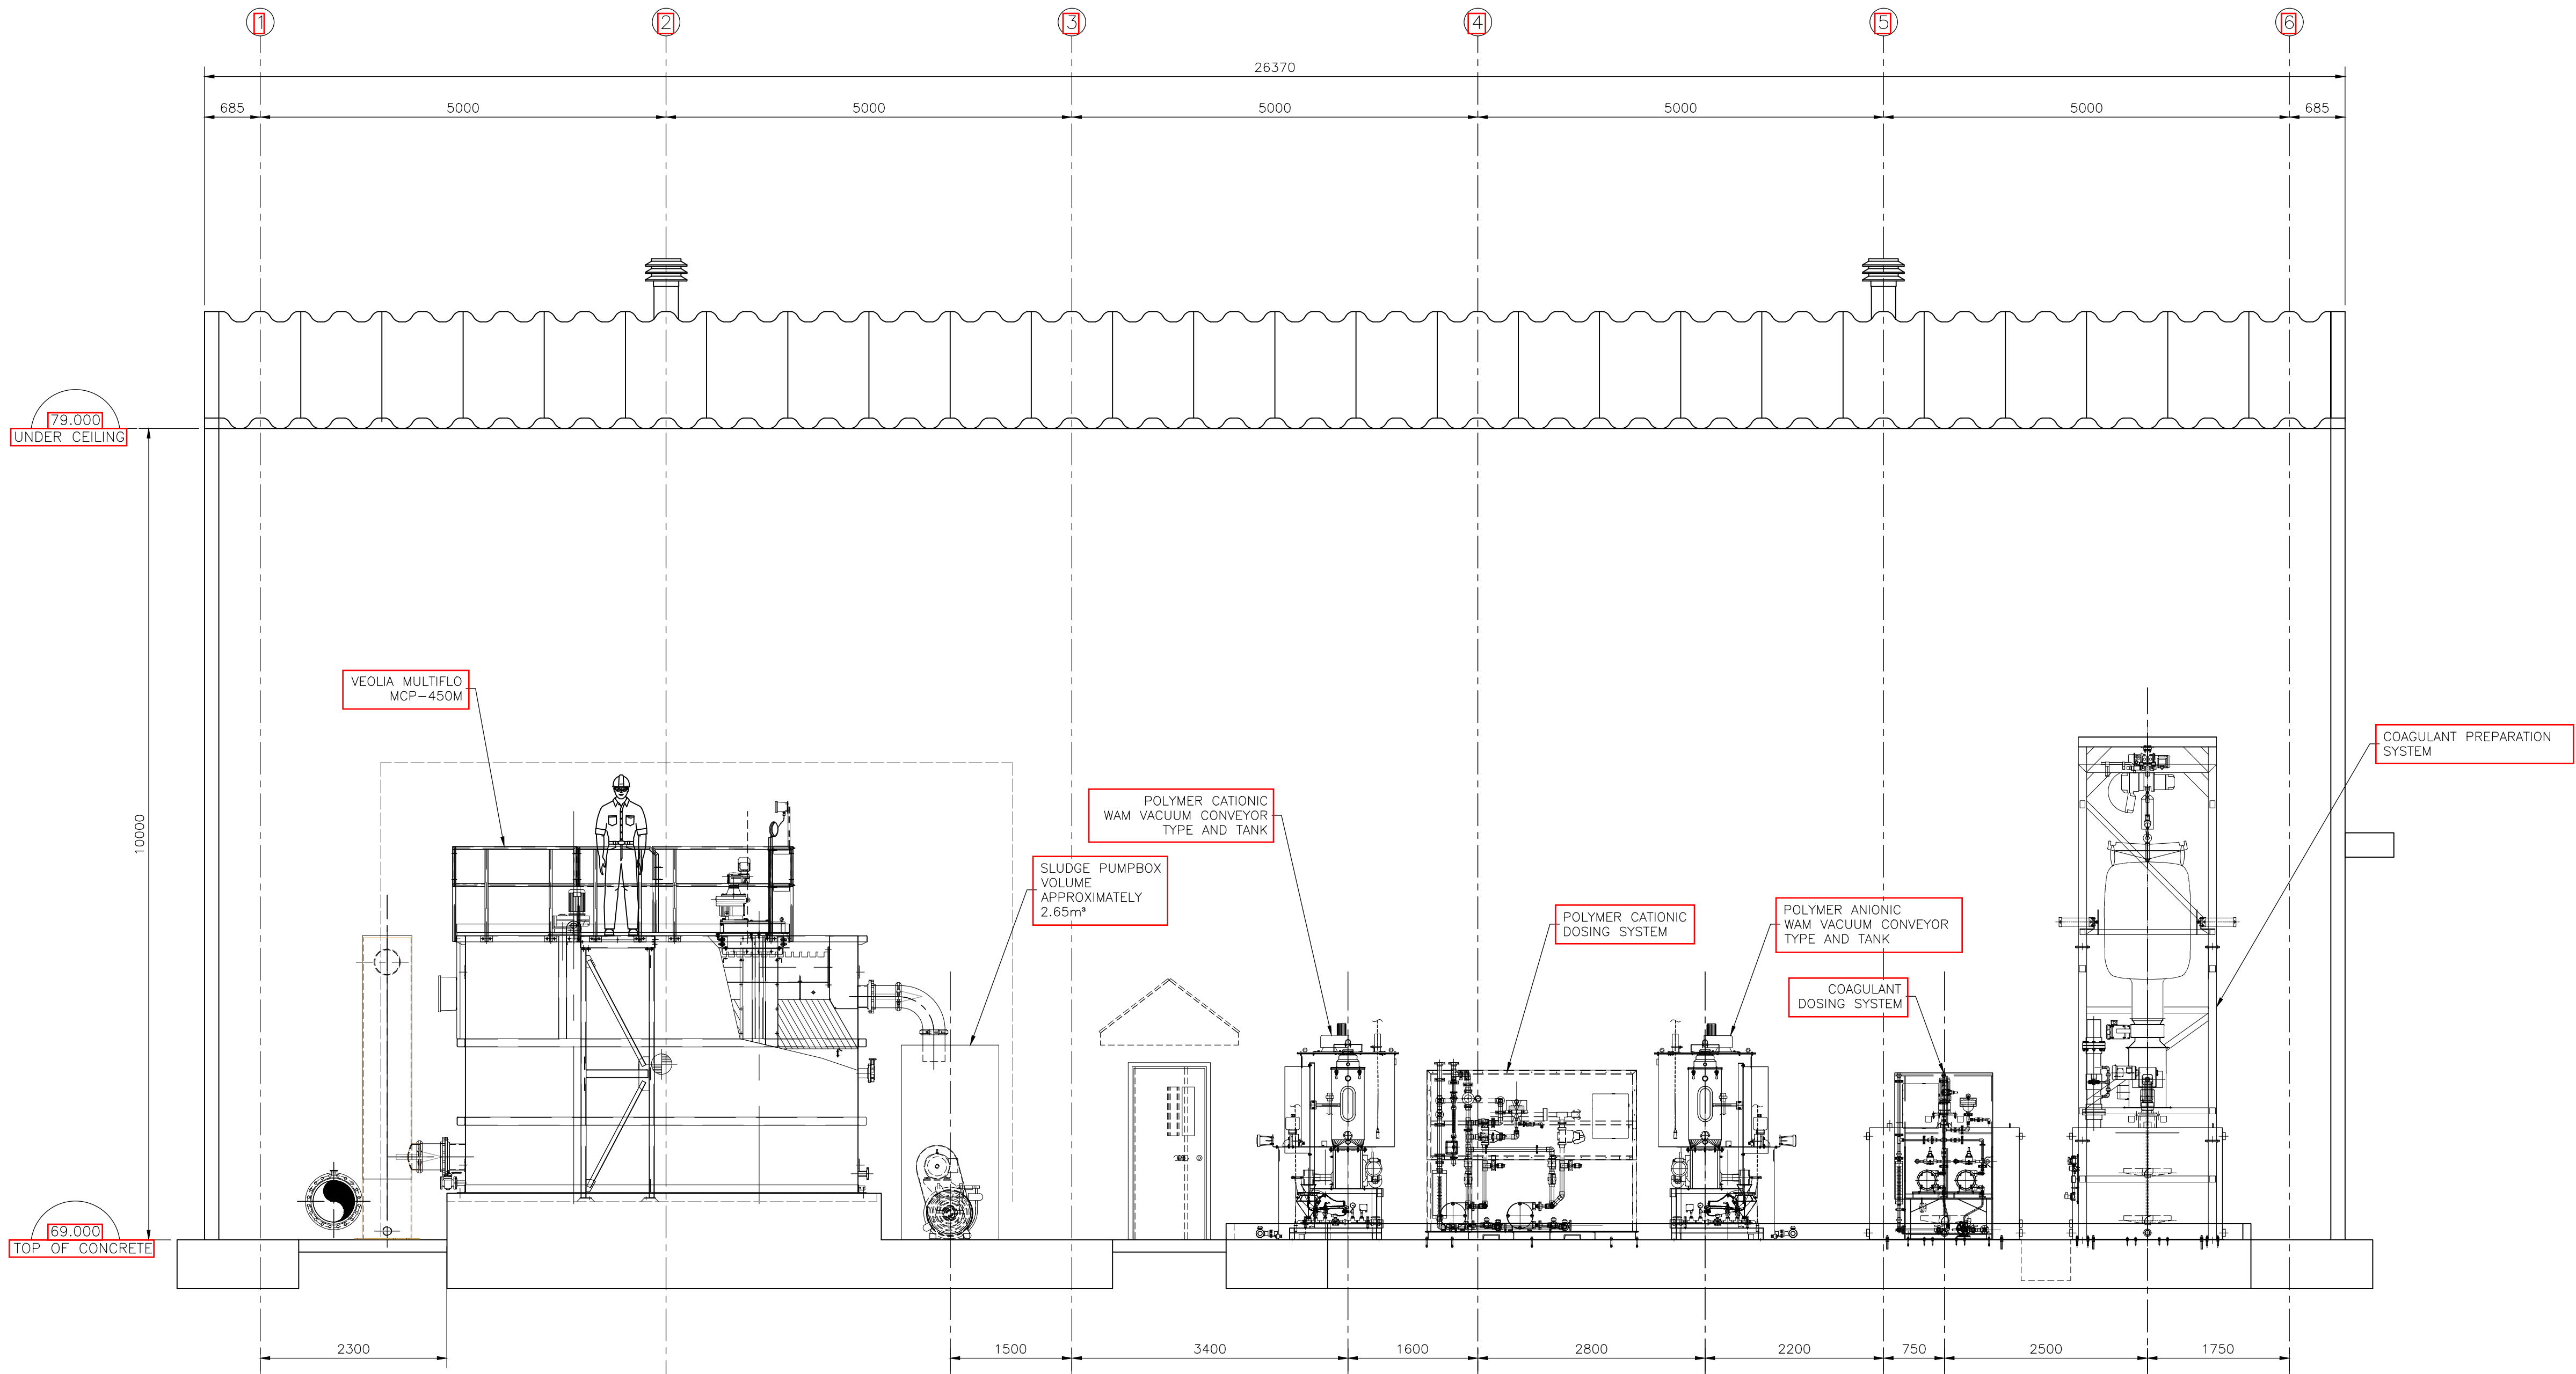 1 2 3 4 5 6
26370
685 5000 5000 5000 5000 5000 685
79.000
UNDER CEILING
10000
VEOLIA MULTIFLO
MCP-450M
COAGULANT PREPARATION
SYSTEM
POLYMER CATIONIC
WAM VACUUM CONVEYOR
TYPE AND TANK
SLUDGE PUMPBOX
VOLUME
APPROXIMATELY
2.65m³
POLYMER CATIONIC
DOSING SYSTEM
POLYMER ANIONIC
WAM VACUUM CONVEYOR
TYPE AND TANK
COAGULANT
DOSING SYSTEM
69.000
TOP OF CONCRETE
2300 1500 3400 1600 2800 2200 750 2500 1750